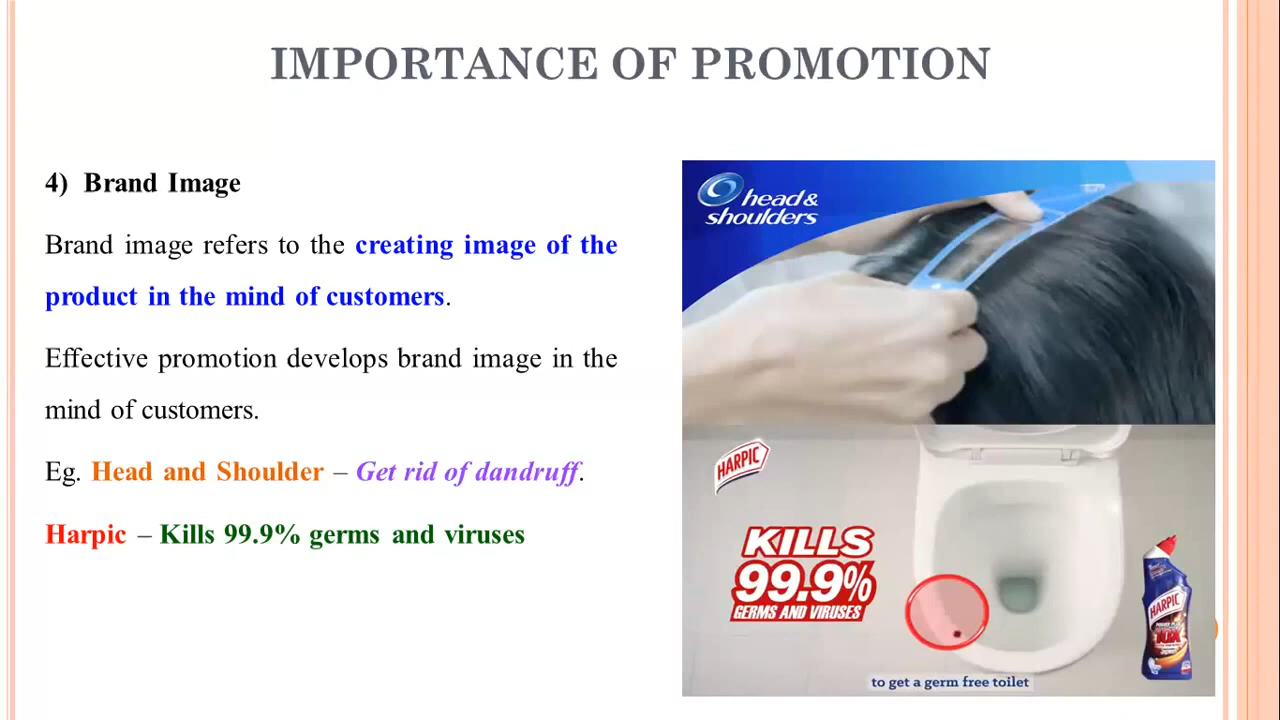 IMPORTANCE OF PROMOTION
4) Brand Image
Brand image refers to the creating image of the
product in the mind of customers.
Effective promotion develops brand image in the
mind of customers.
Eg. Head and Shoulder – Get rid of dandruff.
Harpic – Kills 99.9% germs and viruses
head&
shoulders
HARPIC
KILLS
99.9%
GERMS AND VIRUSES
HARPIC
to get a germ free toilet